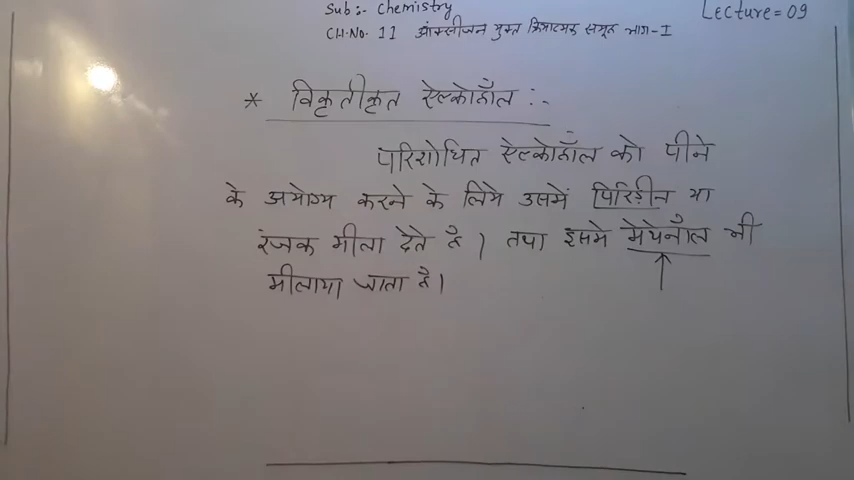 Sub:- Chemistry
Lecture = 09
CH.No. 11 ऑक्सीजन युक्त क्रियात्मक समूह भाग-I
* विकृतीकृत ऐल्कोहॉल :-
परिशोधित ऐल्कोहॉल को पीने
के अयोग्य करने के लिये उसमें पिरिड़ीन या
रंजक मीला देते है। तथा इसमे मेथेनॉल भी
मीलाया जाता है।